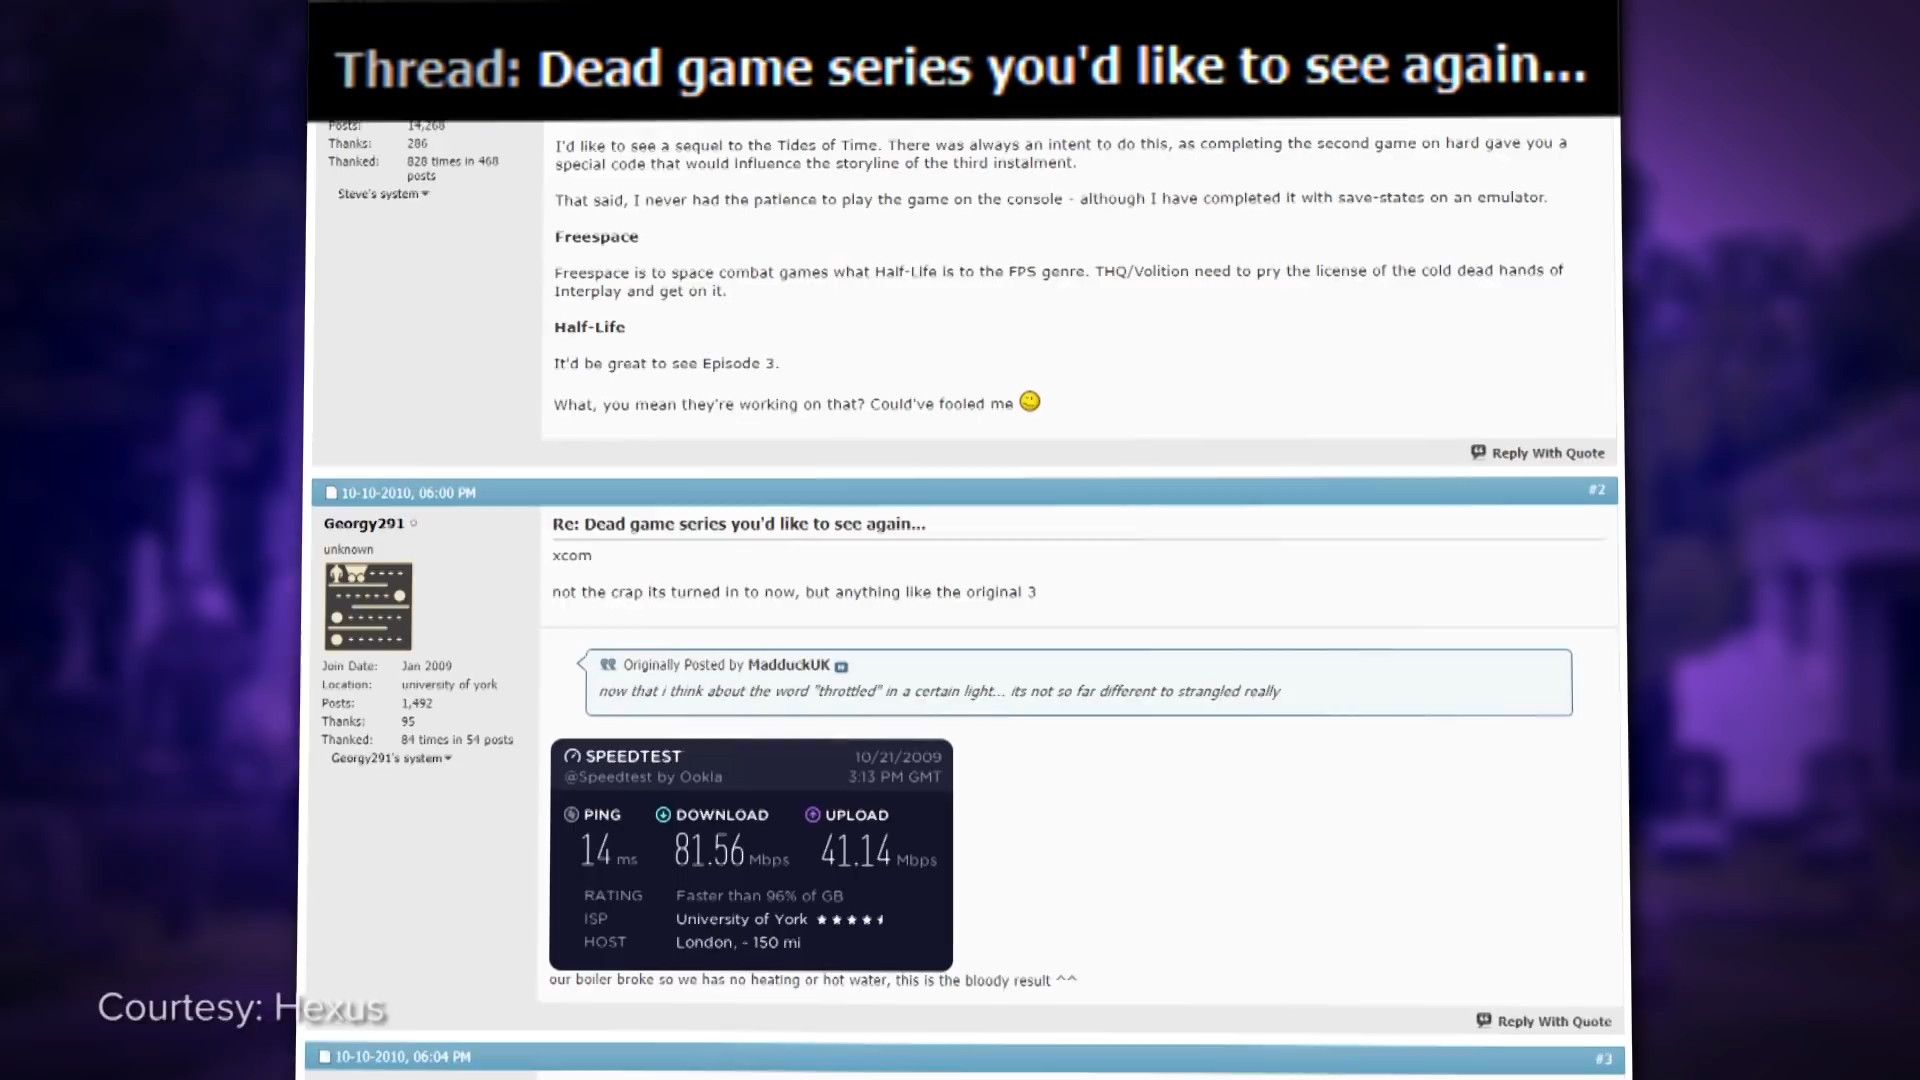 Thread: Dead game series you'd like to see again...
Posts: 14,268
Thanks: 286
Thanked: 828 times in 468
posts
Steve's system
I'd like to see a sequel to the Tides of Time. There was always an intent to do this, as completing the second game on hard gave you a
special code that would influence the storyline of the third instalment.
That said, I never had the patience to play the game on the console - although I have completed it with save-states on an emulator.
Freespace
Freespace is to space combat games what Half-Life is to the FPS genre. THQ/Volition need to pry the license of the cold dead hands of
Interplay and get on it.
Half-Life
It'd be great to see Episode 3.
What, you mean they're working on that? Could've fooled me
Reply With Quote
10-10-2010, 06:00 PM #2
Georgy291
unknown
Join Date: Jan 2009
Location: university of york
Posts: 1,492
Thanks: 95
Thanked: 84 times in 54 posts
Georgy291's system
Re: Dead game series you'd like to see again...
xcom
not the crap its turned in to now, but anything like the original 3
Originally Posted by MadduckUK
now that i think about the word "throttled" in a certain light... its not so far different to strangled really
SPEEDTEST 10/21/2009
@Speedtest by Ookla 3:13 PM GMT
PING DOWNLOAD UPLOAD
14 ms 81.56 Mbps 41.14 Mbps
RATING Faster than 96% of GB
ISP University of York
HOST London, - 150 mi
our boiler broke so we has no heating or hot water, this is the bloody result ^^
Reply With Quote
Courtesy: Hexus
10-10-2010, 06:04 PM #3